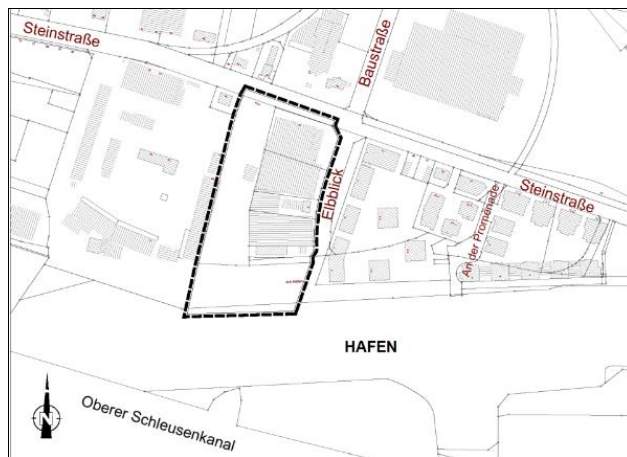 Steinstraße
Baustraße
Elbblick
Steinstraße
An der Promenade
HAFEN
Oberer Schleusenkanal
N